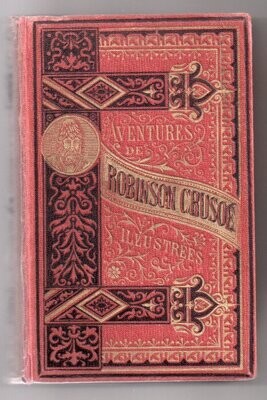 AVENTURES
DE
ROBINSON CRUSOÉ
ILLUSTRÉES